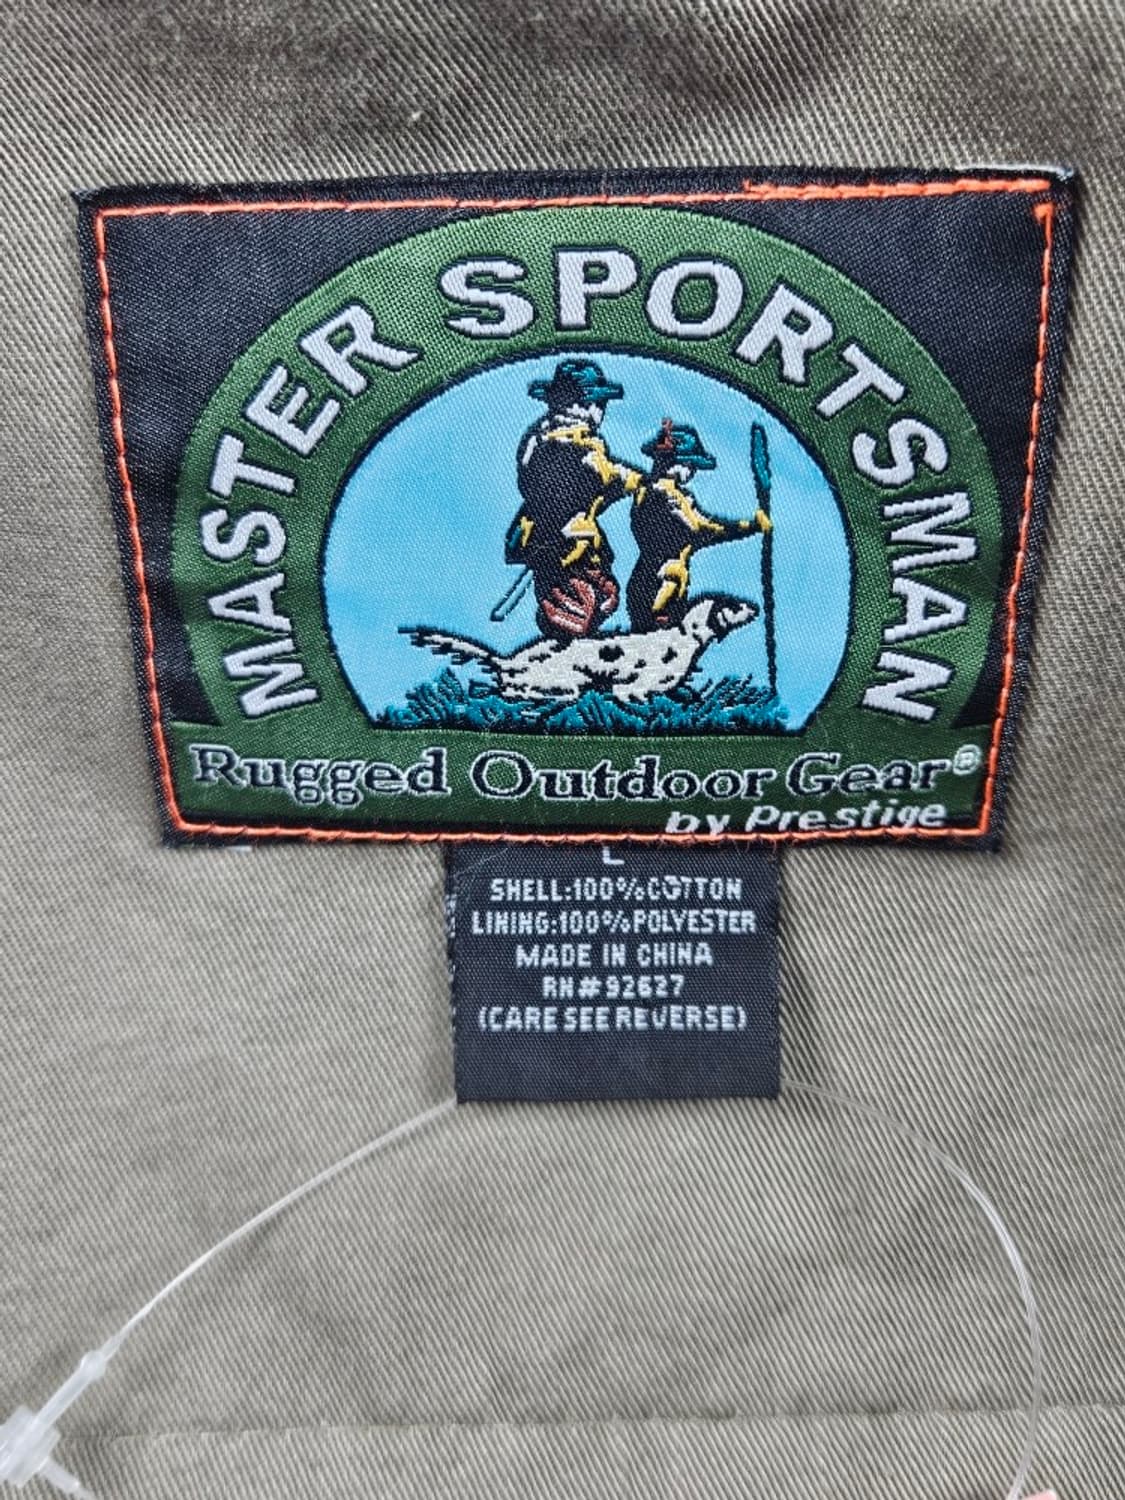 MASTER SPORTSMAN
Rugged Outdoor Gear®
by Prestige
L
SHELL:100%COTTON
LINING:100%POLYESTER
MADE IN CHINA
RN#92627
(CARE SEE REVERSE)